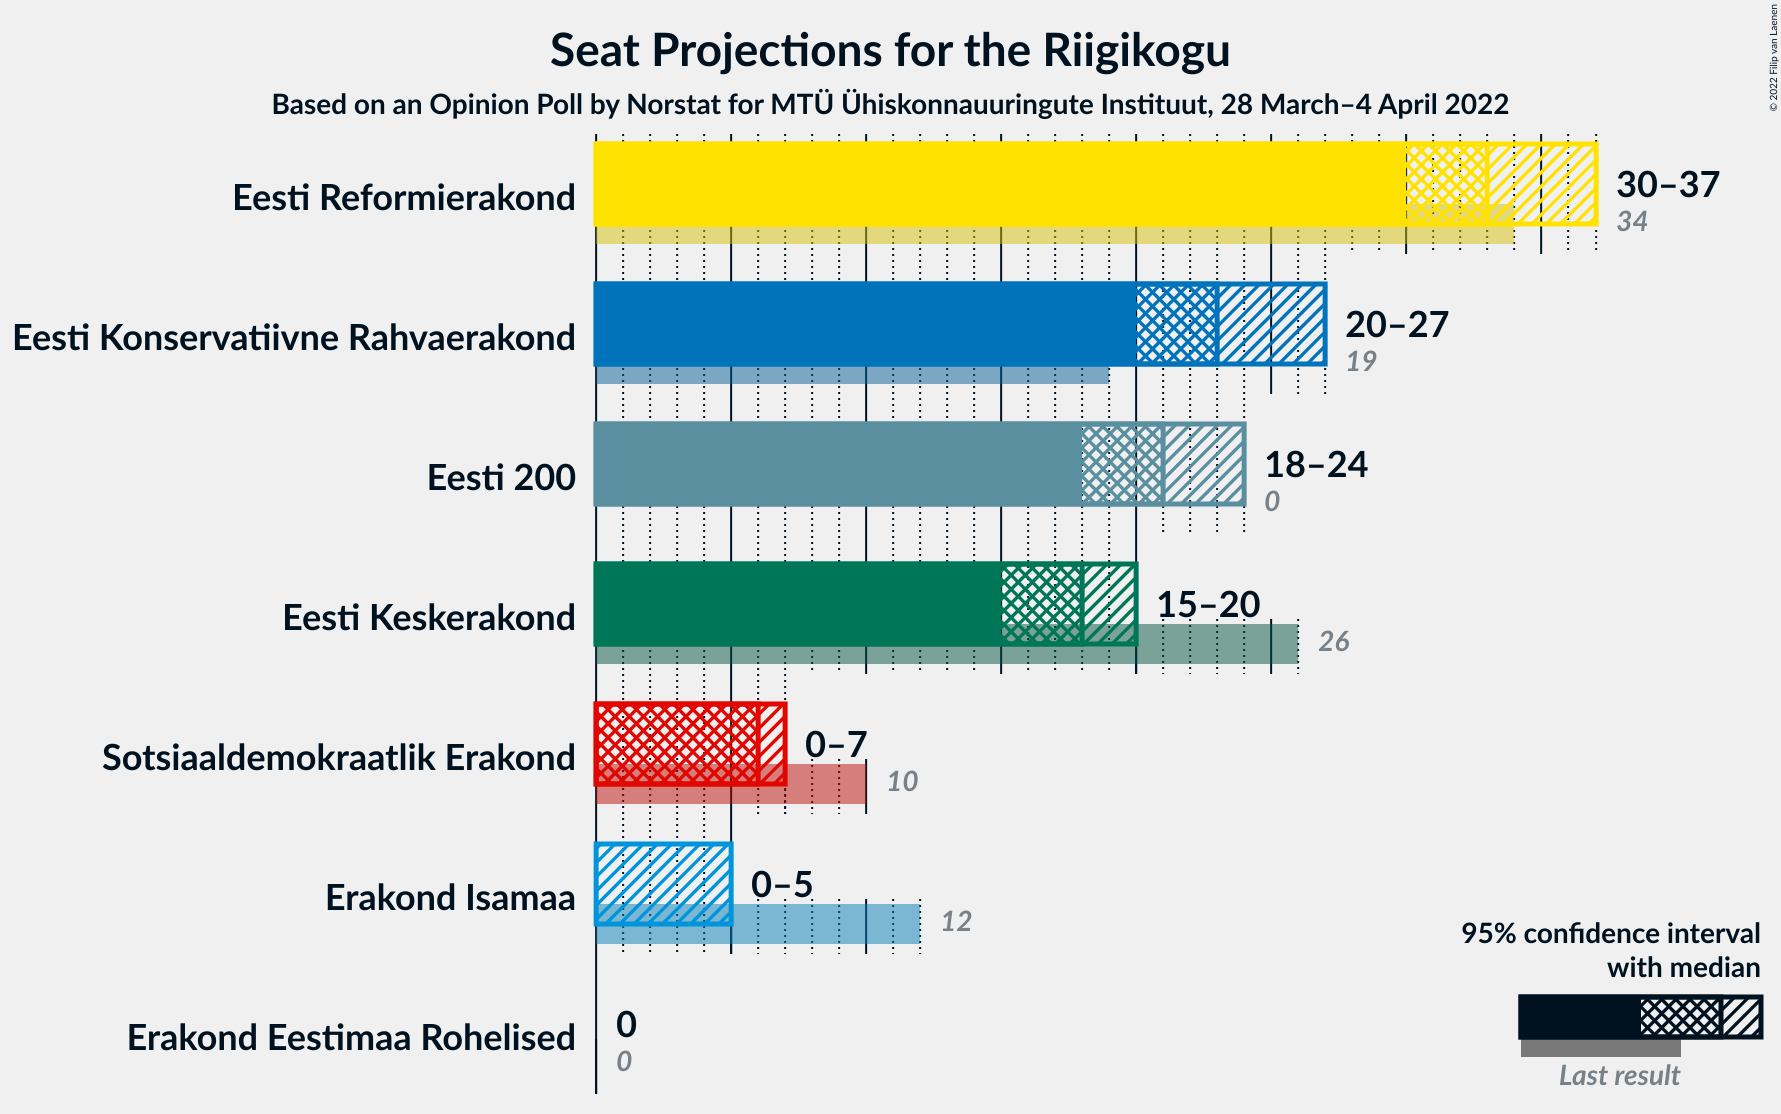 Seat Projections for the Riigikogu
Based on an Opinion Poll by Norstat for MTÜ Ühiskonnauuringute Instituut, 28 March–4 April 2022
© 2022 Filip van Laenen
Eesti Reformierakond
30–37
34
Eesti Konservatiivne Rahvaerakond
20–27
19
Eesti 200
18–24
0
Eesti Keskerakond
15–20
26
Sotsiaaldemokraatlik Erakond
0–7
10
Erakond Isamaa
0–5
12
Erakond Eestimaa Rohelised
0
0
95% confidence interval
with median
Last result